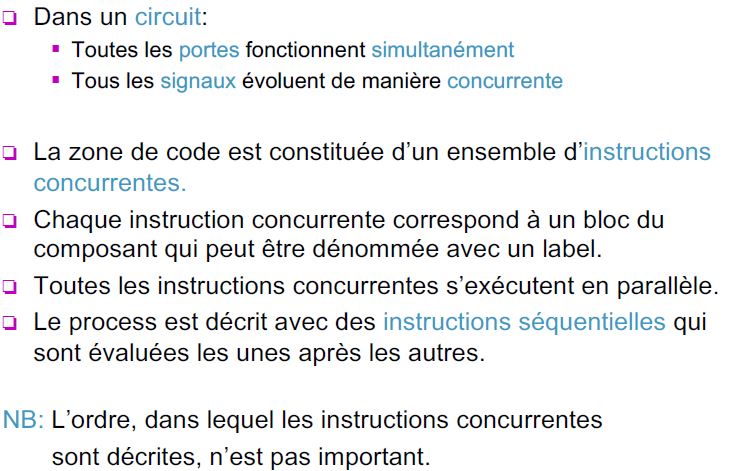 Dans un circuit:
Toutes les portes fonctionnent simultanément
Tous les signaux évoluent de manière concurrente
La zone de code est constituée d'un ensemble d'instructions
concurrentes.
Chaque instruction concurrente correspond à un bloc du
composant qui peut être dénommée avec un label.
Toutes les instructions concurrentes s'exécutent en parallèle.
Le process est décrit avec des instructions séquentielles qui
sont évaluées les unes après les autres.
NB: L'ordre, dans lequel les instructions concurrentes
sont décrites, n'est pas important.